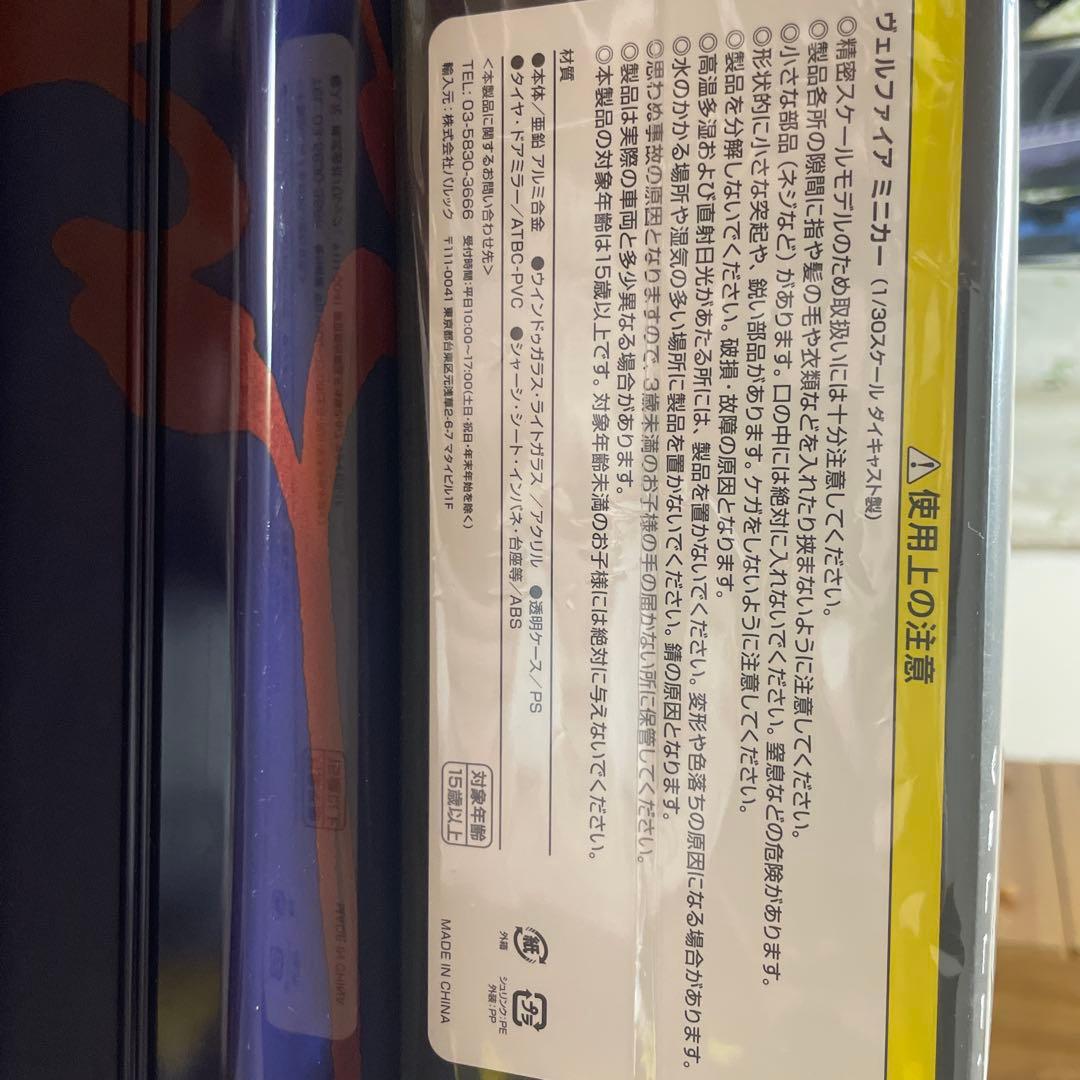 ⚠使用上の注意
ヴェルファイア ミニカー（1/30スケール ダイキャスト製）
◎精密スケールモデルのため取扱いには十分注意してください。
◎製品各所の隙間に指や髪の毛や衣類などを入れたり挟まないように注意してください。
◎小さな部品（ネジなど）があります。口の中には絶対に入れないでください。窒息などの危険があります。
◎形状的に小さな突起や、鋭い部品があります。ケガをしないように注意してください。
◎製品を分解しないでください。破損・故障の原因となります。
◎高温多湿および直射日光があたる所には、製品を置かないでください。変形や色落ちの原因になる場合があります。
◎水のかかる場所や湿気の多い場所に製品を置かないでください。錆の原因となります。
◎思わぬ事故の原因となりますので、3歳未満のお子様の手の届かない所に保管してください。
◎製品は実際の車両と多少異なる場合があります。
◎本製品の対象年齢は15歳以上です。対象年齢未満のお子様には絶対に与えないでください。
材質
●本体／亜鉛 アルミ合金 ●ウインドゥガラス・ライトガラス ／アクリル ●透明ケース／PS
●タイヤ・ドアミラー／ATBC-PVC ●シャーシ・シート・インパネ・台座等／ABS
＜本製品に関するお問い合わせ先＞
TEL: 03-5830-3666 受付時間:平日10:00～17:00(土日・祝日・年末年始を除く)
輸入元：株式会社パルック 〒111-0041 東京都台東区元浅草2-6-7 マタイビル1F
対象年齢
15歳以上
紙
外箱
プラ
シュリンク:PE
外装:PP
MADE IN CHINA